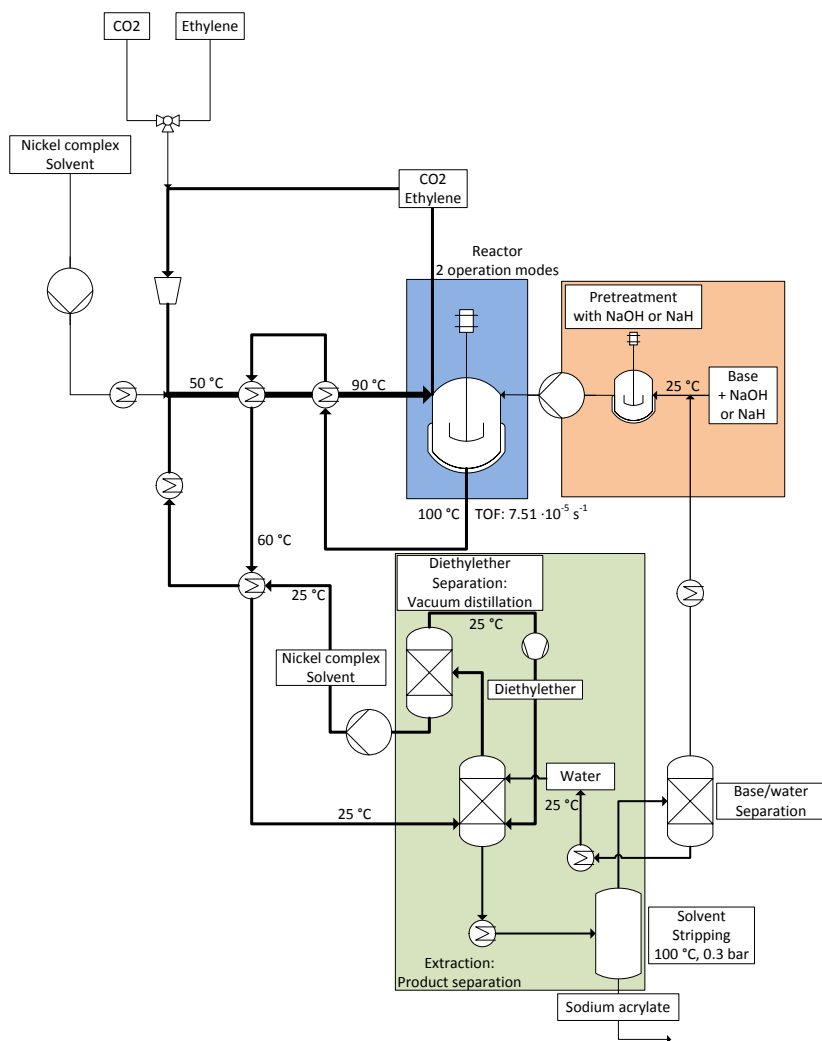 CO2
Ethylene
Nickel complex
Solvent
CO2
Ethylene
Reactor
2 operation modes
Pretreatment
with NaOH or NaH
50 °C
90 °C
25 °C
Base
+ NaOH
or NaH
100 °C
TOF: 7.51 ·10⁻⁵ s⁻¹
60 °C
Diethylether
Separation:
Vacuum distillation
25 °C
25 °C
Nickel complex
Solvent
Diethylether
Water
25 °C
25 °C
Base/water
Separation
Solvent
Stripping
100 °C, 0.3 bar
Extraction:
Product separation
Sodium acrylate